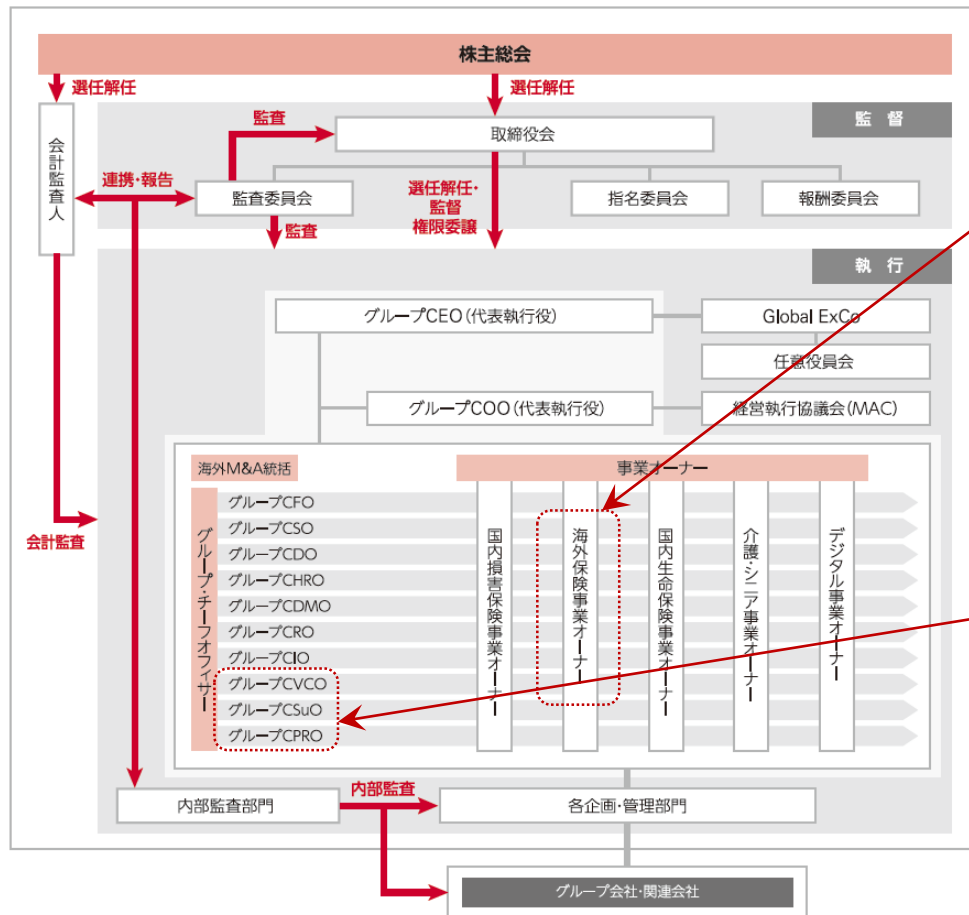 株主総会
選任解任
選任解任
監督
会計監査人
監査
取締役会
連携・報告
監査委員会
選任解任・
監督
権限委譲
指名委員会
報酬委員会
監査
執行
グループCEO(代表執行役)
Global ExCo
任意役員会
グループCOO(代表執行役)
経営執行協議会(MAC)
海外M&A統括
事業オーナー
グループ・チーフオフィサー
グループCFO
グループCSO
グループCDO
グループCHRO
グループCDMO
グループCRO
グループCIO
グループCVCO
グループCSuO
グループCPRO
国内損害保険事業オーナー
海外保険事業オーナー
国内生命保険事業オーナー
介護・シニア事業オーナー
デジタル事業オーナー
会計監査
内部監査部門
内部監査
各企画・管理部門
グループ会社・関連会社